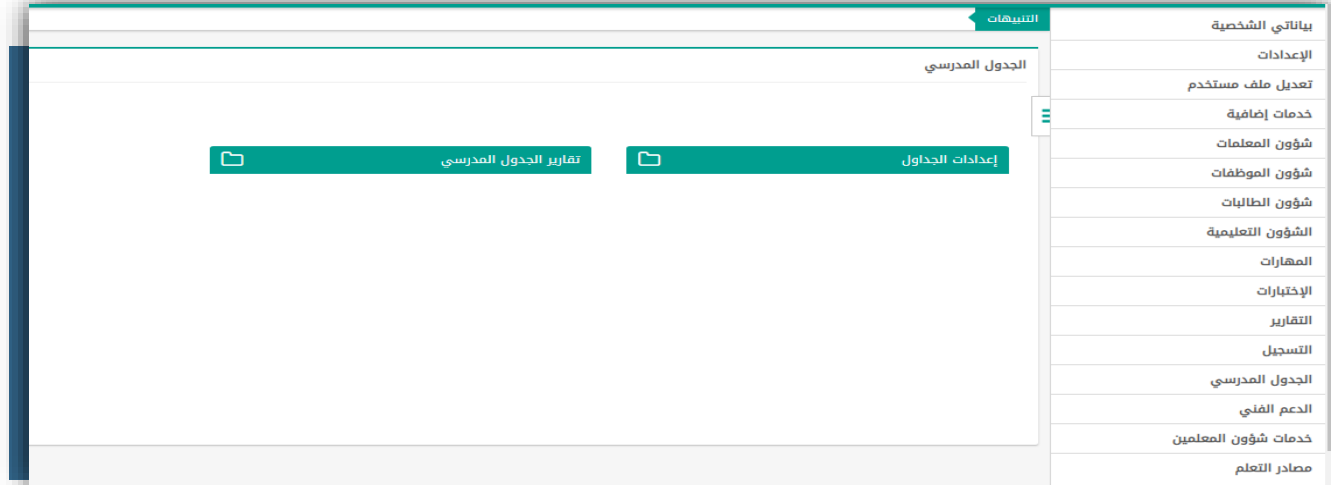 بياناتي الشخصية
الإعدادات
تعديل ملف مستخدم
خدمات إضافية
شؤون المعلمات
شؤون الموظفات
شؤون الطالبات
الشؤون التعليمية
المهارات
الإختبارات
التقارير
التسجيل
الجدول المدرسي
الدعم الفني
خدمات شؤون المعلمين
مصادر التعلم
التنبيهات
الجدول المدرسي
إعدادات الجداول
تقارير الجدول المدرسي